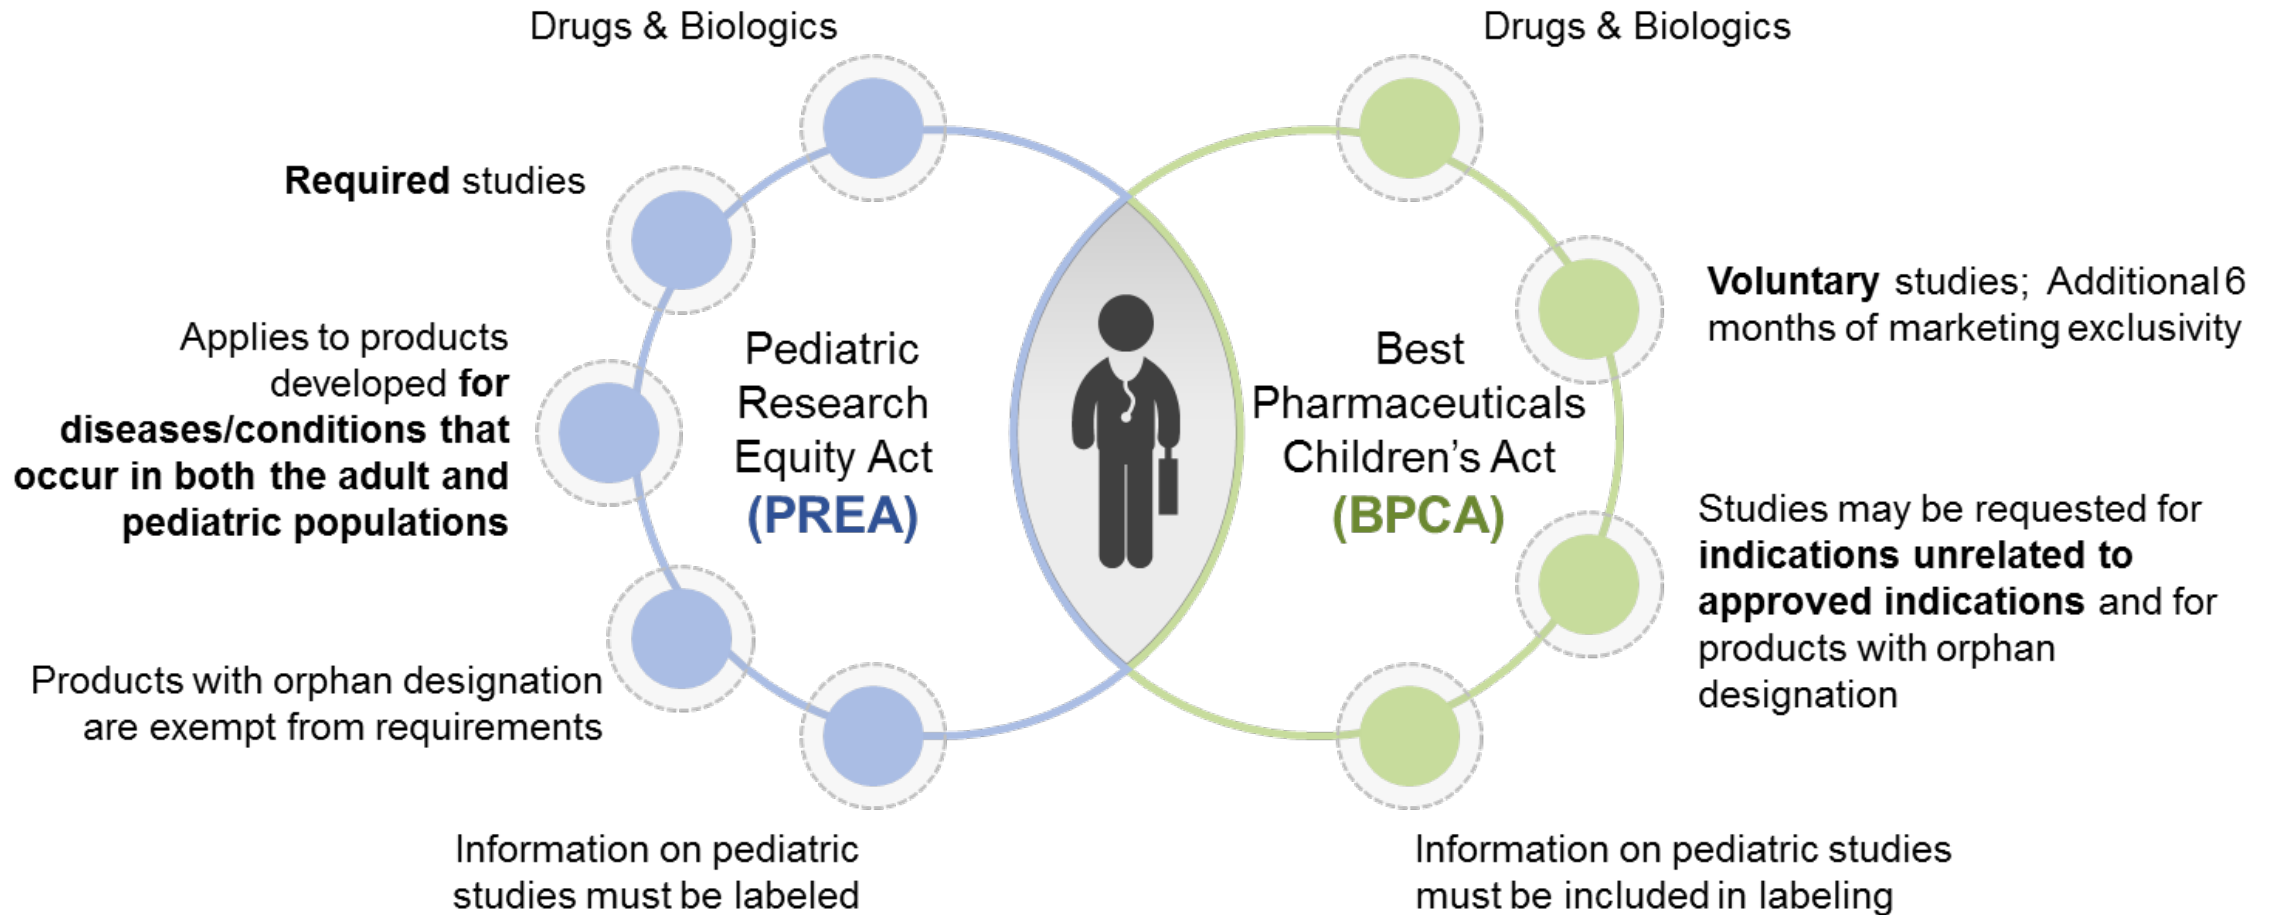 Drugs & Biologics
Required studies
Applies to products
developed for
diseases/conditions that
occur in both the adult and
pediatric populations
Products with orphan designation
are exempt from requirements
Information on pediatric
studies must be labeled
Pediatric
Research
Equity Act
(PREA)
Best
Pharmaceuticals
Children's Act
(BPCA)
Drugs & Biologics
Voluntary studies; Additional 6
months of marketing exclusivity
Studies may be requested for
indications unrelated to
approved indications and for
products with orphan
designation
Information on pediatric studies
must be included in labeling